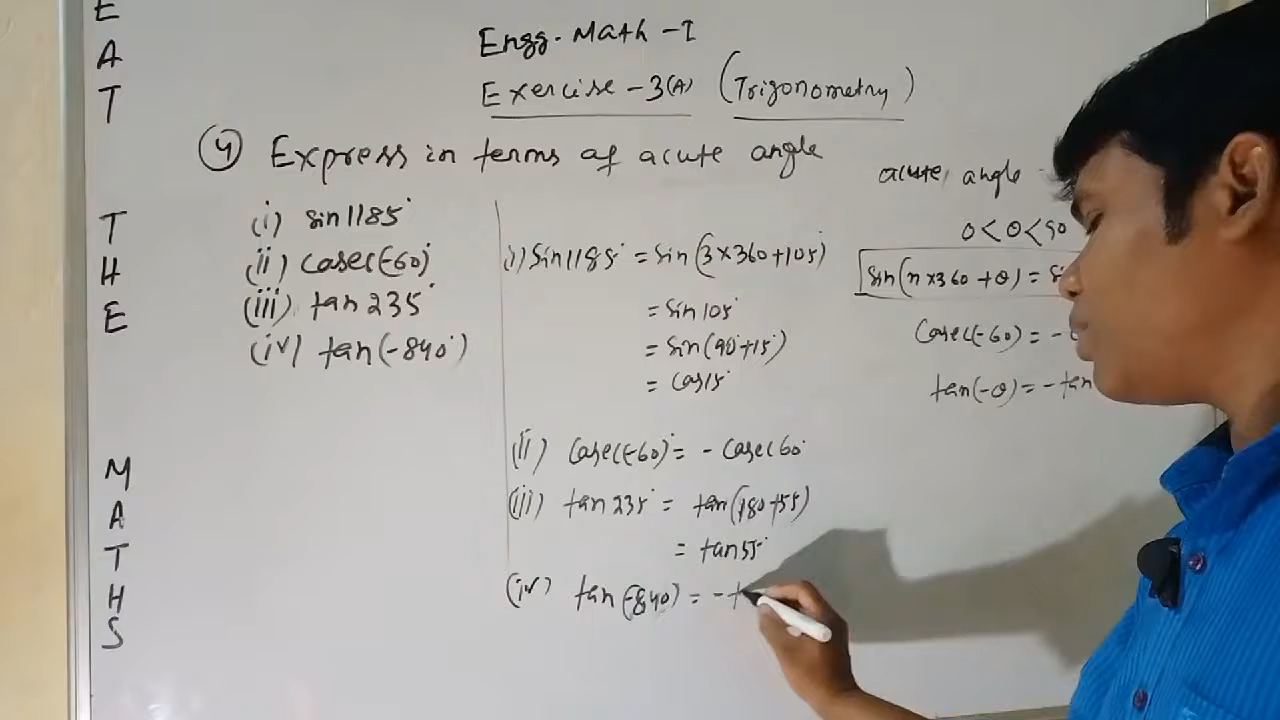 EAT THE MATHS
Engg. Math - I
Exercise - 3(A) (Trigonometry)
(4) Express in terms of acute angle
(i) sin 1185°
(ii) cosec(-60°)
(iii) tan 235°
(iv) tan(-840°)
i) sin 1185° = sin(3×360+105°)
= sin 105°
= sin(90°+15°)
= cos 15°
(ii) cosec(-60)° = - cosec 60°
(iii) tan 235° = tan(180+55)
= tan 55°
(iv) tan(-840) = -t
acute angle
0<θ<90
sin(n×360+θ) = s
cosec(-60) = -
tan(-θ) = -tan